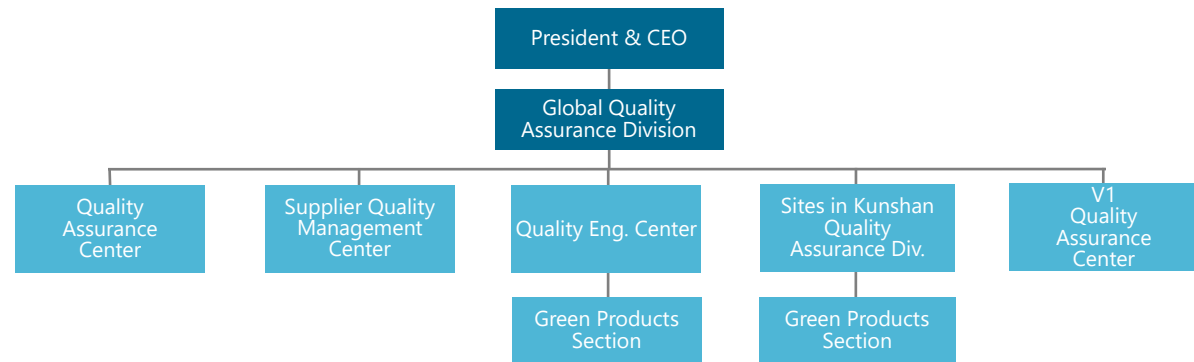 President & CEO
Global Quality
Assurance Division
Quality
Assurance
Center
Supplier Quality
Management
Center
Quality Eng. Center
Sites in Kunshan
Quality
Assurance Div.
V1
Quality
Assurance
Center
Green Products
Section
Green Products
Section